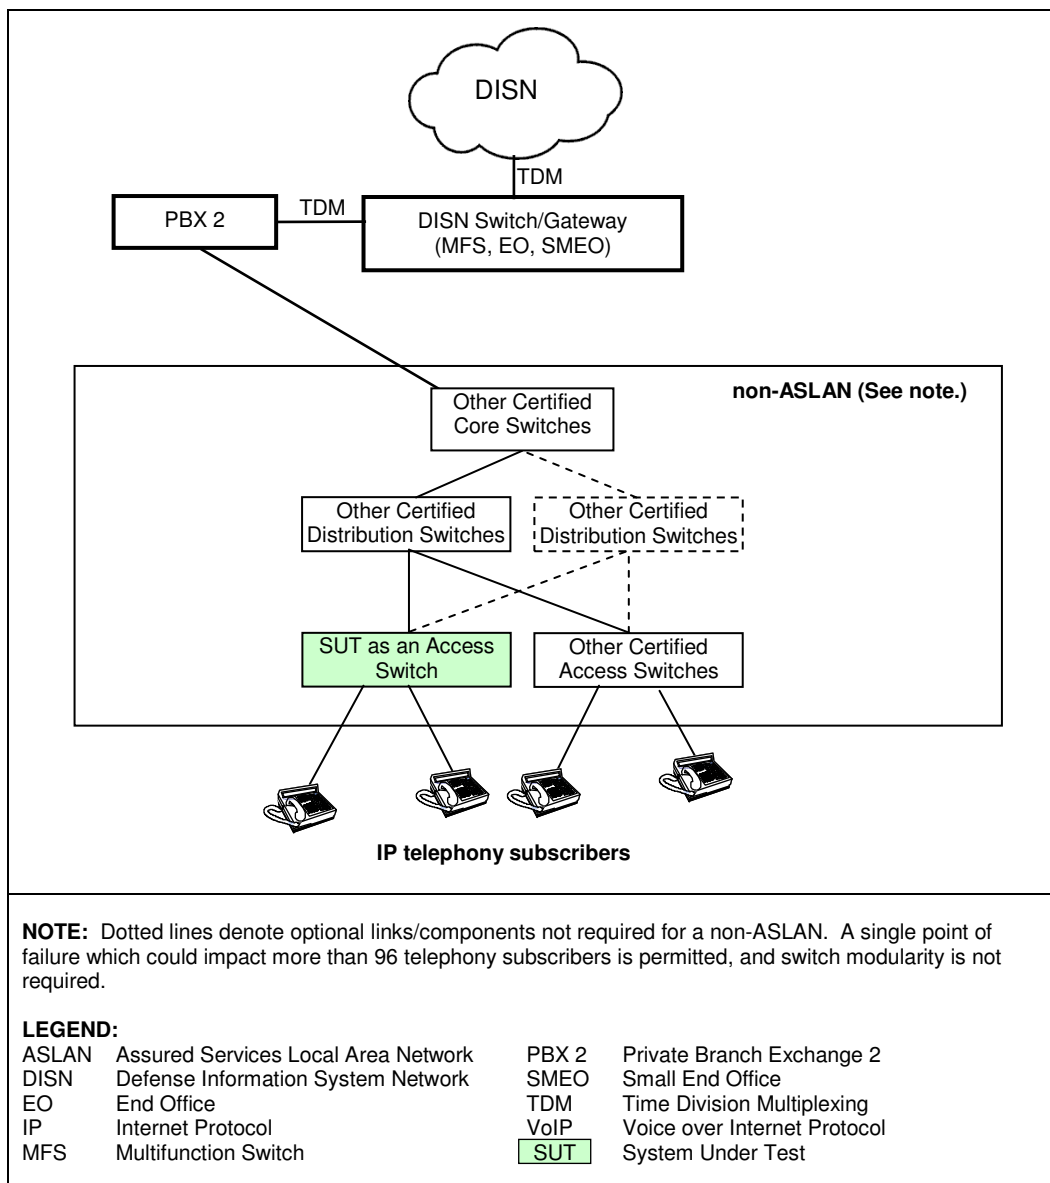 DISN
TDM
PBX 2
TDM
DISN Switch/Gateway
(MFS, EO, SMEO)
non-ASLAN (See note.)
Other Certified
Core Switches
Other Certified
Distribution Switches
Other Certified
Distribution Switches
SUT as an Access
Switch
Other Certified
Access Switches
IP telephony subscribers
NOTE: Dotted lines denote optional links/components not required for a non-ASLAN. A single point of
failure which could impact more than 96 telephony subscribers is permitted, and switch modularity is not
required.
LEGEND:
ASLAN Assured Services Local Area Network PBX 2 Private Branch Exchange 2
DISN Defense Information System Network SMEO Small End Office
EO End Office TDM Time Division Multiplexing
IP Internet Protocol VoIP Voice over Internet Protocol
MFS Multifunction Switch SUT System Under Test